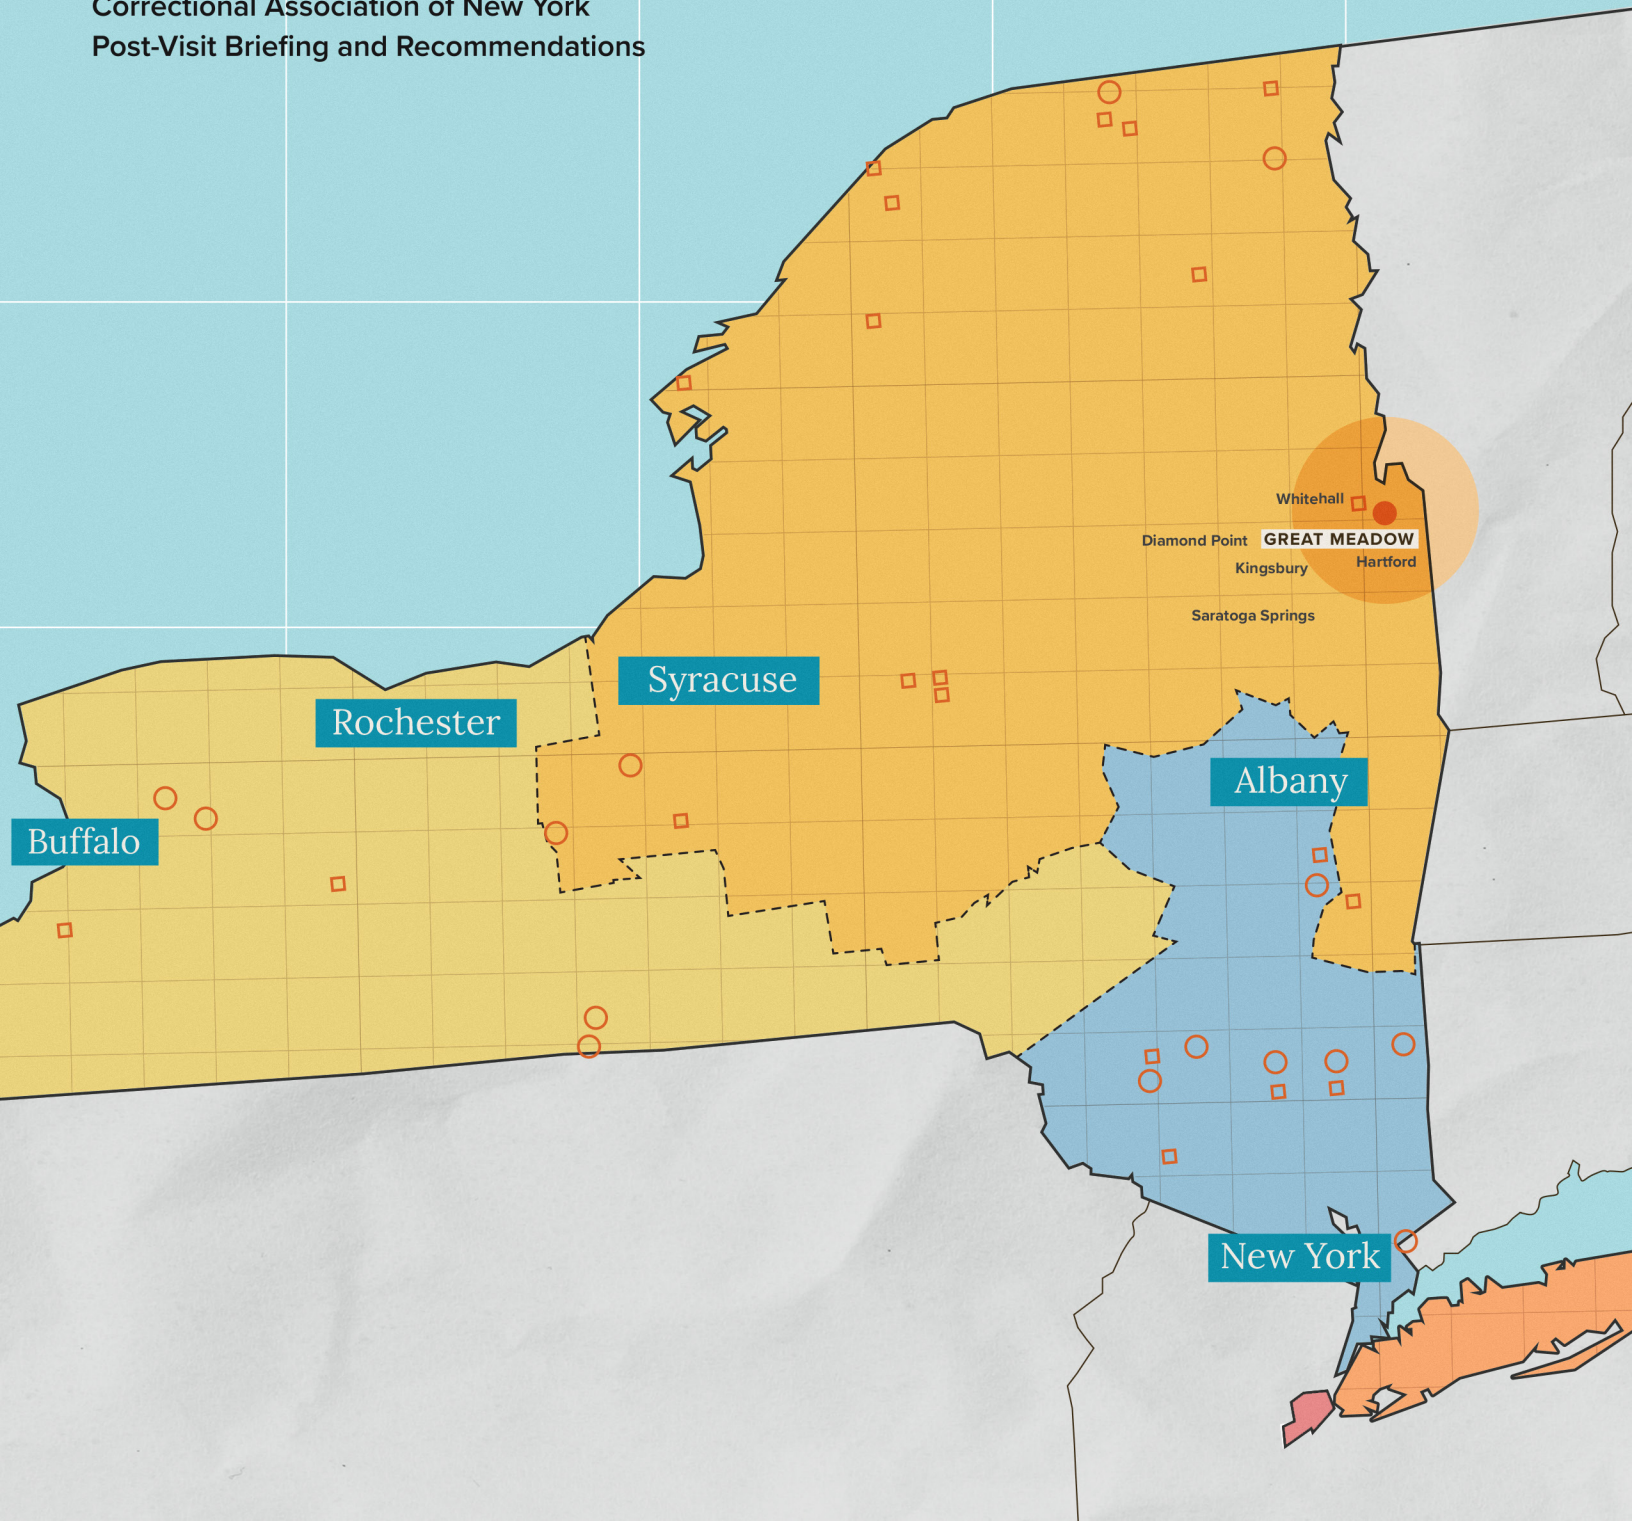 Correctional Association of New York
Post-Visit Briefing and Recommendations
Whitehall
Diamond Point
GREAT MEADOW
Kingsbury
Hartford
Saratoga Springs
Syracuse
Rochester
Albany
Buffalo
New York